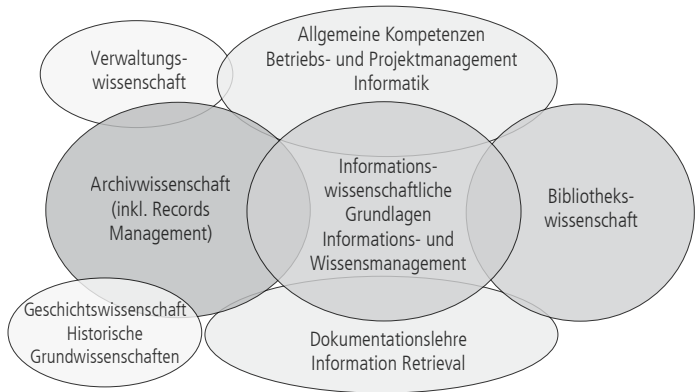 Verwaltungs-
wissenschaft
Allgemeine Kompetenzen
Betriebs- und Projektmanagement
Informatik
Archivwissenschaft
(inkl. Records
Management)
Informations-
wissenschaftliche
Grundlagen
Informations- und
Wissensmanagement
Bibliotheks-
wissenschaft
Geschichtswissenschaft
Historische
Grundwissenschaften
Dokumentationslehre
Information Retrieval